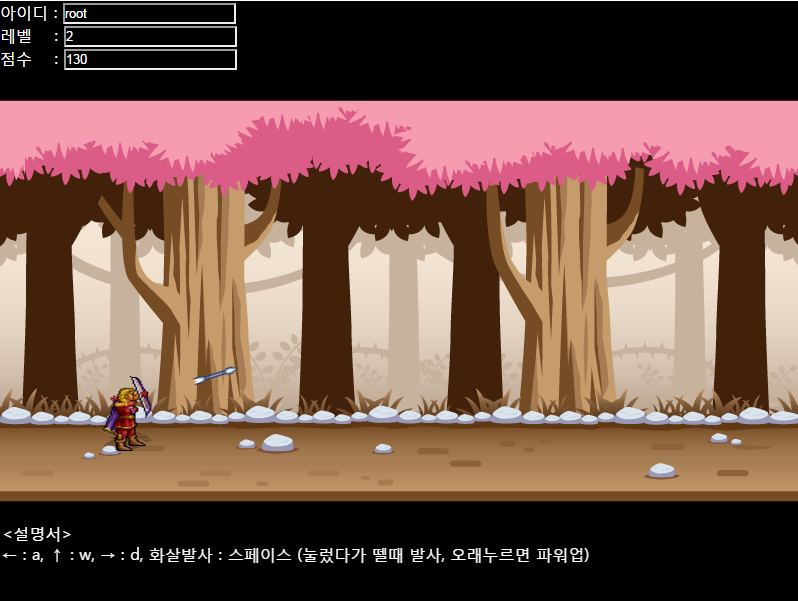 아이디 : root
레벨 : 2
점수 : 130
<설명서>
← : a, ↑ : w, → : d, 화살발사 : 스페이스 (눌렀다가 뗄때 발사, 오래누르면 파워업)